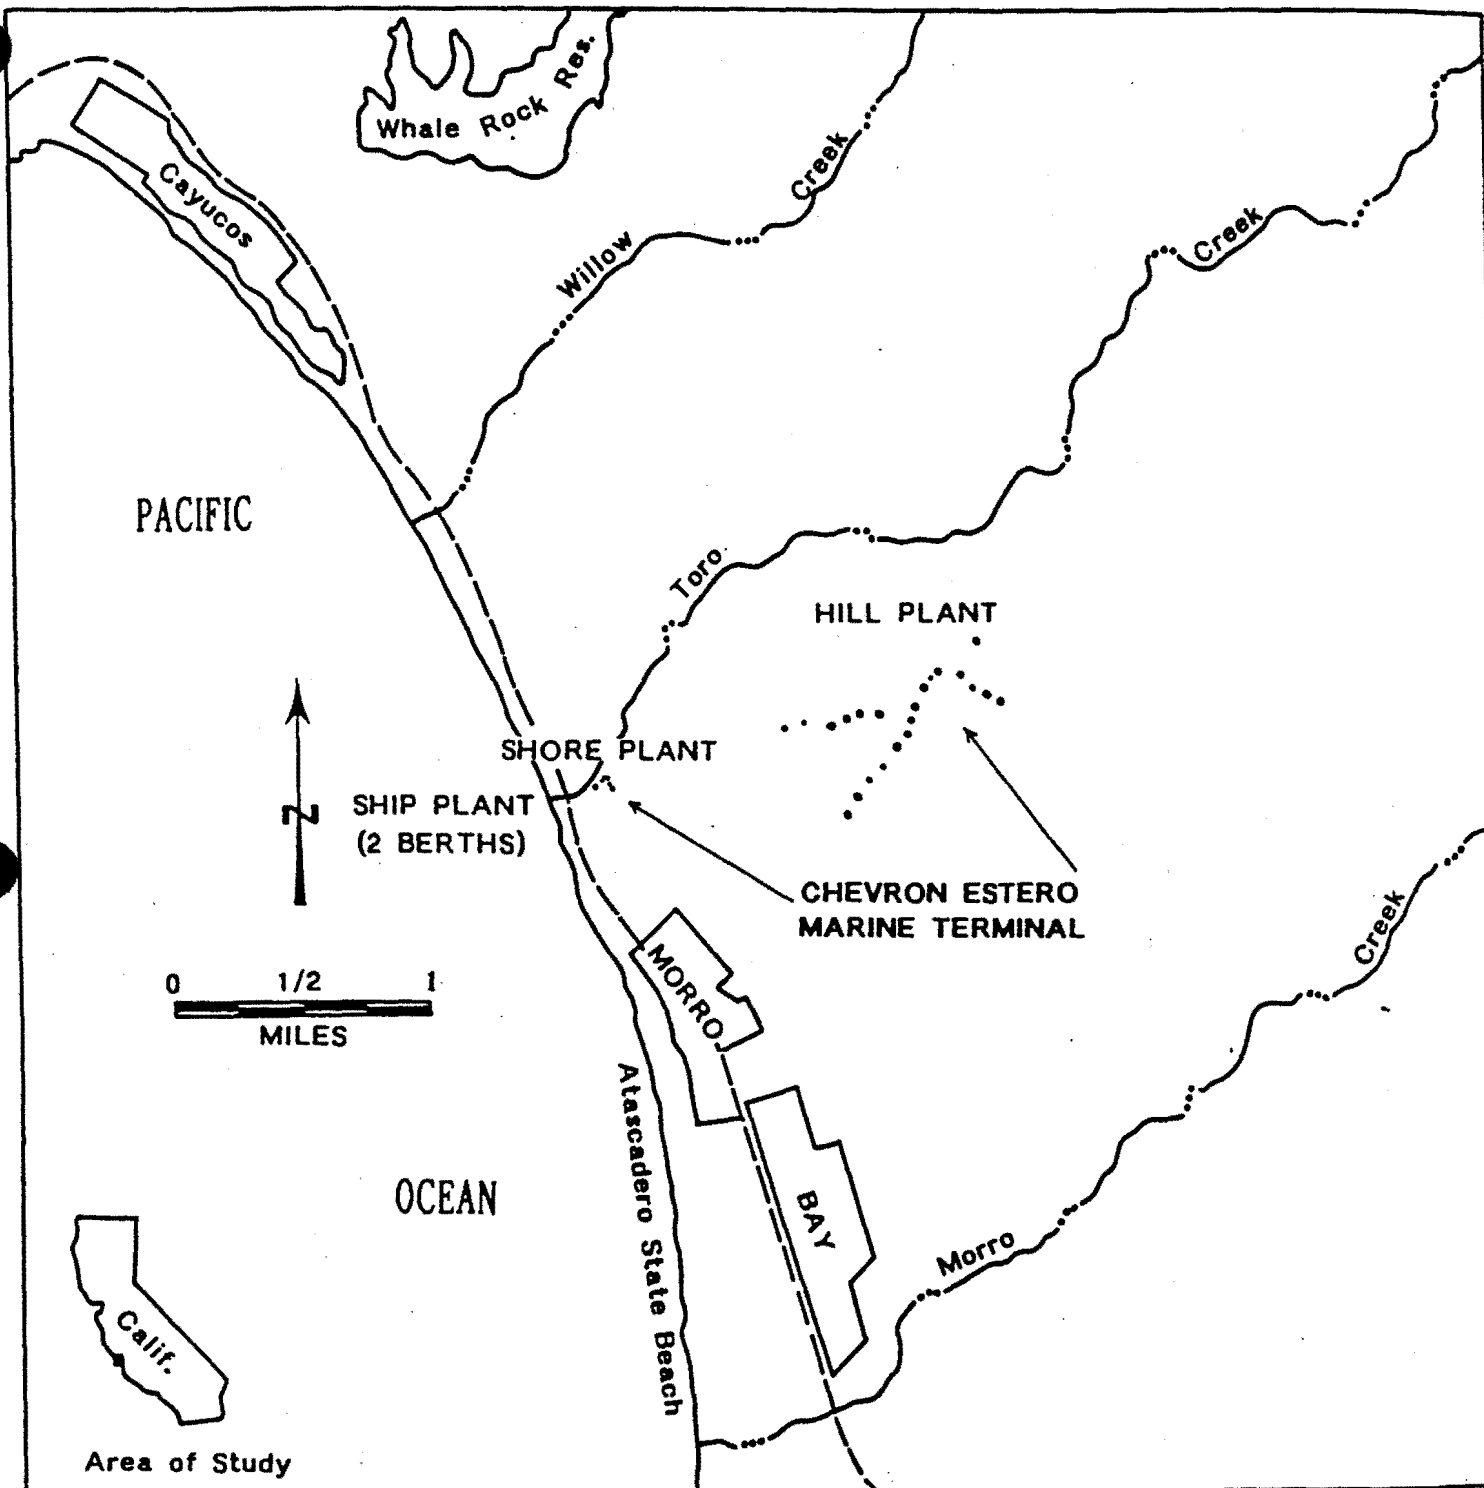 Whale Rock Res.
Cayucos
Willow Creek
Toro Creek
PACIFIC
HILL PLANT
SHORE PLANT
SHIP PLANT
(2 BERTHS)
N
CHEVRON ESTERO
MARINE TERMINAL
0 1/2 1
MILES
MORRO
BAY
Atascadero State Beach
OCEAN
Morro Creek
Calif.
Area of Study